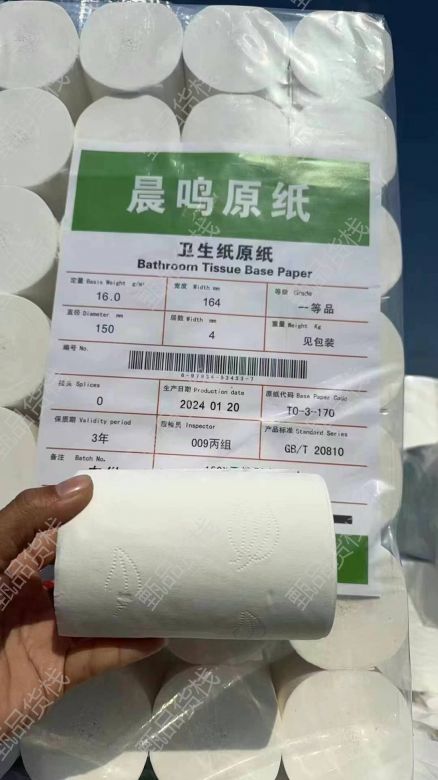 晨鸣原纸
卫生纸原纸
Bathroom Tissue Base Paper
定量 Basis Weight g/m² 宽度 Width mm 等级 Grade
16.0 164 一等品
直径 Diameter mm 层数 Width mm 重量 Weight Kg
150 4 见包装
编号 No.
接头 Splices 生产日期 Production date 原纸代码 Base Paper Code
0 2024 01 20 TO-3-170
保质期 Validity period 检验员 Inspector 产品标准 Standard Series
3年 009丙组 GB/T 20810
备注 Batch No.
甄品货栈